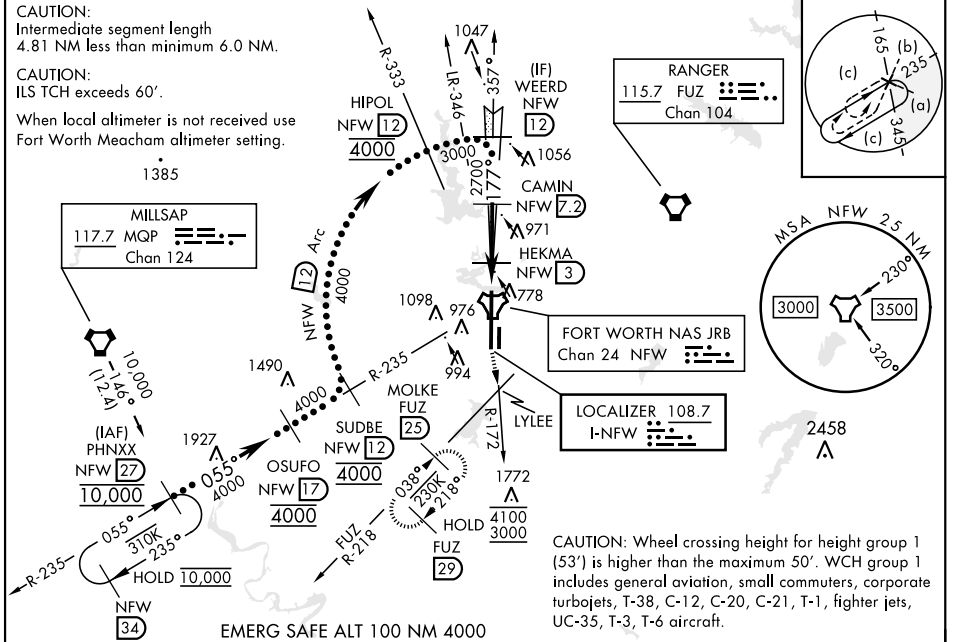 CAUTION:
Intermediate segment length
4.81 NM less than minimum 6.0 NM.
CAUTION:
ILS TCH exceeds 60'.
When local altimeter is not received use
Fort Worth Meacham altimeter setting.
1385
MILLSAP
117.7 MQP
Chan 124
10,000
146°
(12.4)
(IAF)
PHNXX
NFW 27
10,000
1927
055°
4000
055°
310K
235°
R-235
HOLD 10,000
NFW
34
OSUFO
NFW 17
4000
4000
1490
SUDBE
NFW 12
4000
NFW 12 Arc
4000
HIPOL
NFW 12
4000
R-333
LR-346
1047
357°
(IF)
WEERD
NFW
12
3000
2700
177°
1056
CAMIN
NFW 7.2
971
HEKMA
NFW 3
778
1098
976
994
R-235
MOLKE
FUZ
25
LYLEE
R-172
038°
230K
218°
HOLD
FUZ
29
FUZ
R-218
1772
4100
3000
FORT WORTH NAS JRB
Chan 24 NFW
LOCALIZER 108.7
I-NFW
RANGER
115.7 FUZ
Chan 104
165
(b)
235
(c)
(a)
(c)
345
MSA NFW 25 NM
230°
3000
3500
320°
2458
CAUTION: Wheel crossing height for height group 1
(53') is higher than the maximum 50'. WCH group 1
includes general aviation, small commuters, corporate
turbojets, T-38, C-12, C-20, C-21, T-1, fighter jets,
UC-35, T-3, T-6 aircraft.
EMERG SAFE ALT 100 NM 4000